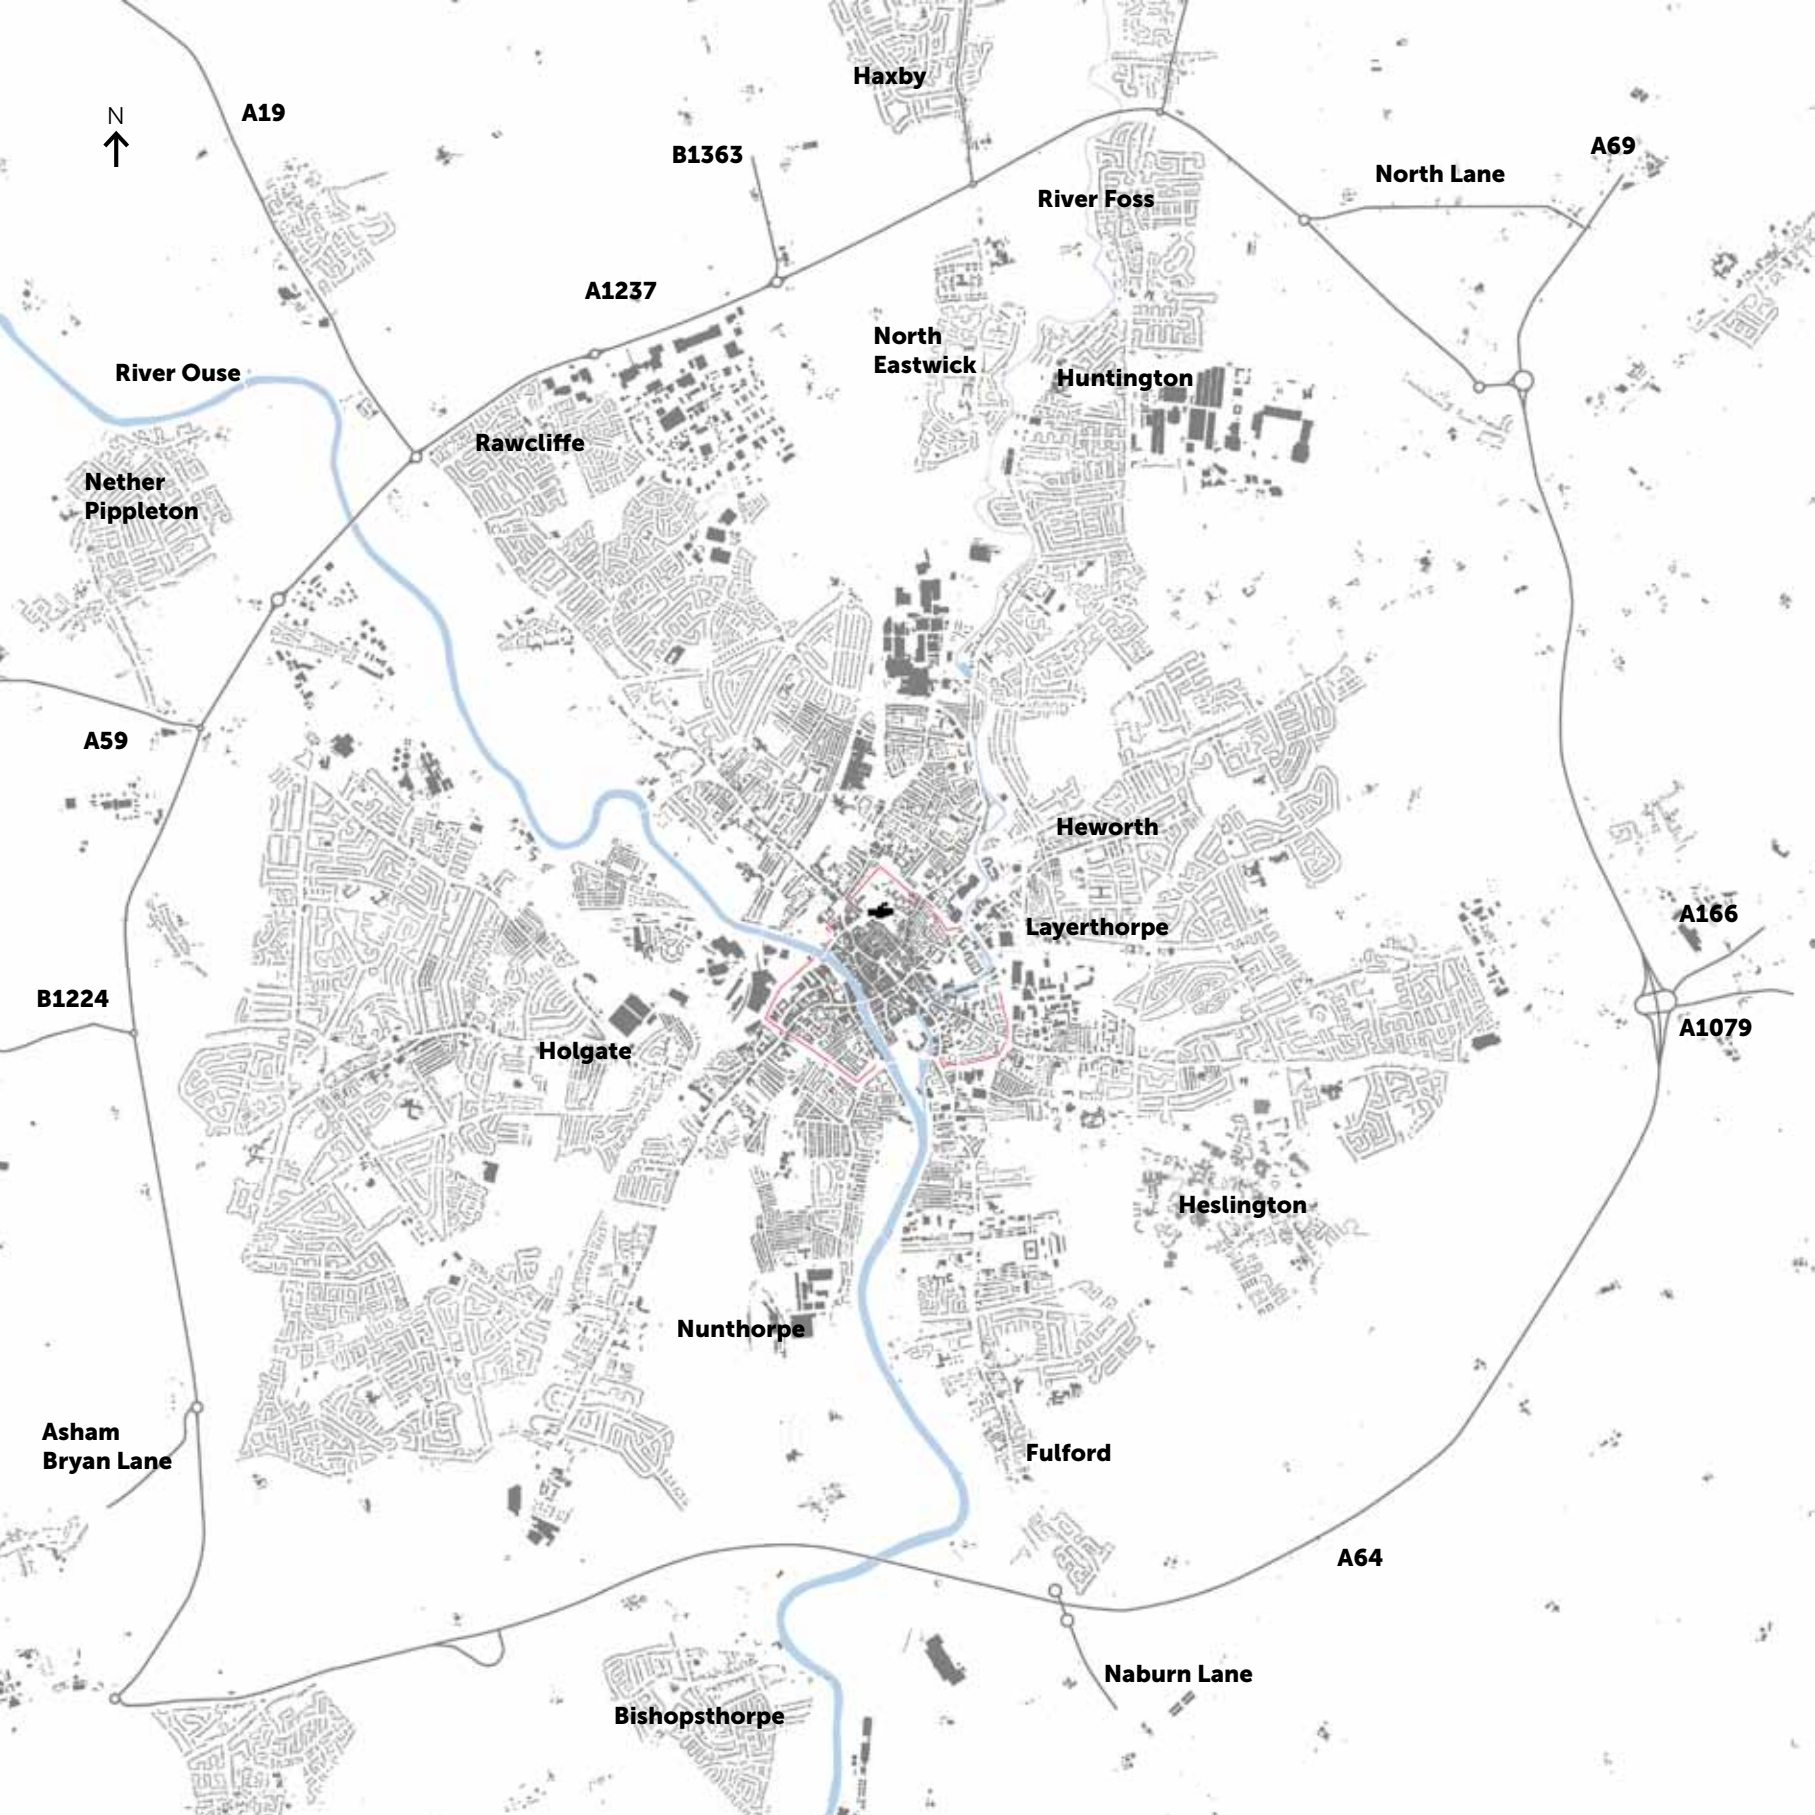 Haxby
N
A19
A69
B1363
North Lane
River Foss
A1237
North
Eastwick
River Ouse
Huntington
Rawcliffe
Nether
Pippleton
A59
Heworth
A166
Layerthorpe
B1224
A1079
Holgate
Heslington
Nunthorpe
Asham
Bryan Lane
Fulford
A64
Naburn Lane
Bishopsthorpe